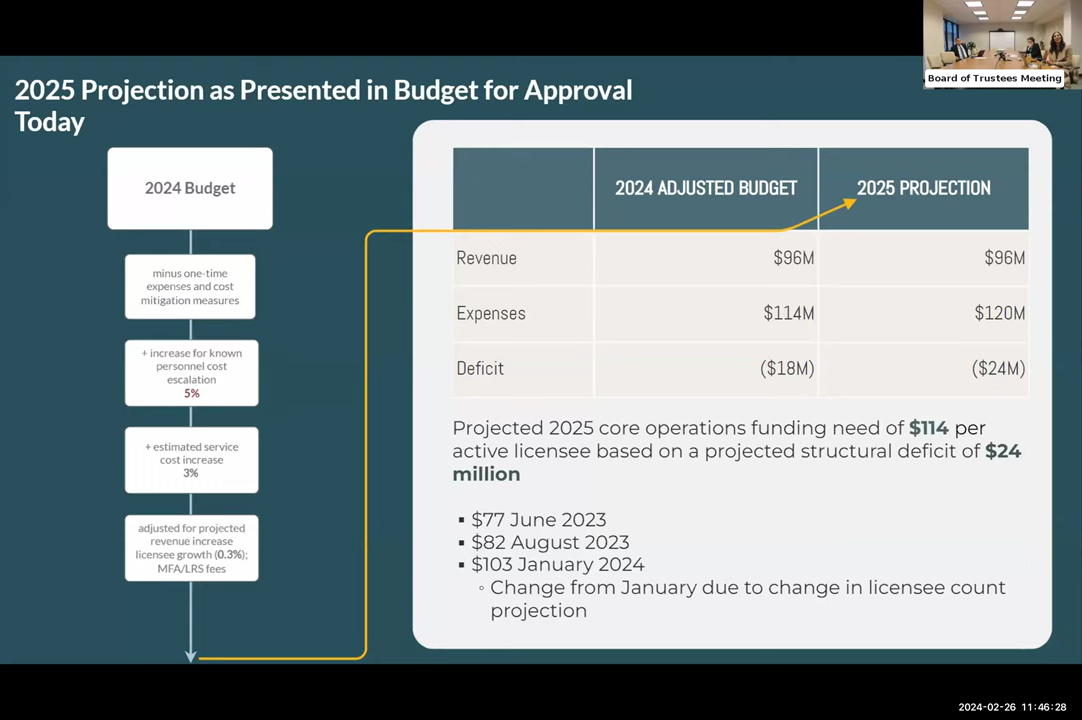 Board of Trustees Meeting
2025 Projection as Presented in Budget for Approval
Today
2024 Budget
minus one-time
expenses and cost
mitigation measures
+ increase for known
personnel cost
escalation
5%
+ estimated service
cost increase
3%
adjusted for projected
revenue increase
licensee growth (0.3%);
MFA/LRS fees
2024 ADJUSTED BUDGET 2025 PROJECTION
Revenue $96M $96M
Expenses $114M $120M
Deficit ($18M) ($24M)
Projected 2025 core operations funding need of $114 per
active licensee based on a projected structural deficit of $24
million
▪ $77 June 2023
▪ $82 August 2023
▪ $103 January 2024
◦ Change from January due to change in licensee count
projection
2024-02-26 11:46:28